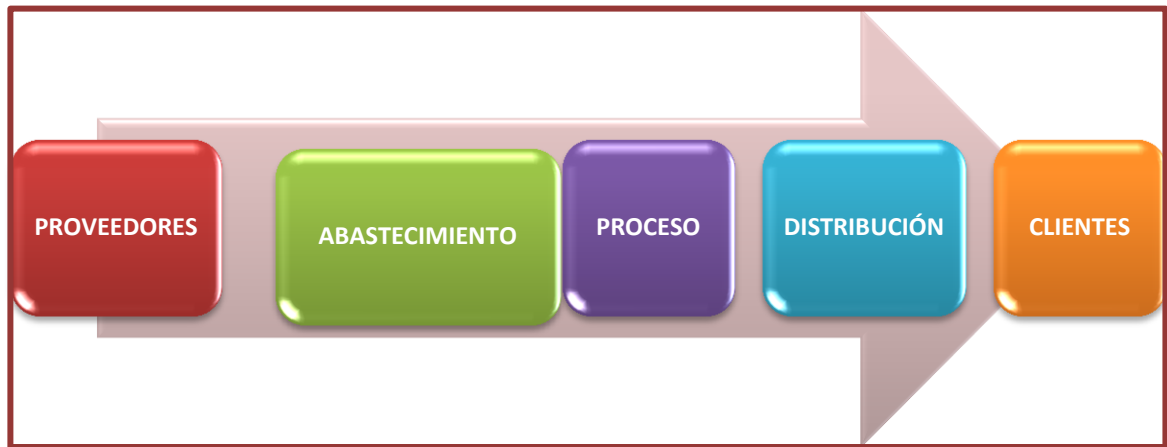 PROVEEDORES
ABASTECIMIENTO
PROCESO
DISTRIBUCIÓN
CLIENTES